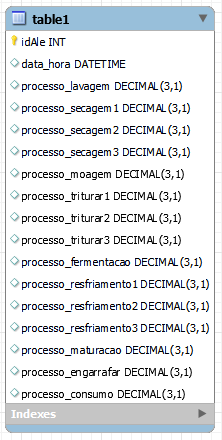 table1
idAle INT
data_hora DATETIME
processo_lavagem DECIMAL(3,1)
processo_secagem1 DECIMAL(3,1)
processo_secagem2 DECIMAL(3,1)
processo_secagem3 DECIMAL(3,1)
processo_moagem DECIMAL(3,1)
processo_triturar1 DECIMAL(3,1)
processo_triturar2 DECIMAL(3,1)
processo_triturar3 DECIMAL(3,1)
processo_fermentacao DECIMAL(3,1)
processo_resfriamento1 DECIMAL(3,1)
processo_resfriamento2 DECIMAL(3,1)
processo_resfriamento3 DECIMAL(3,1)
processo_maturacao DECIMAL(3,1)
processo_engarrafar DECIMAL(3,1)
processo_consumo DECIMAL(3,1)
Indexes